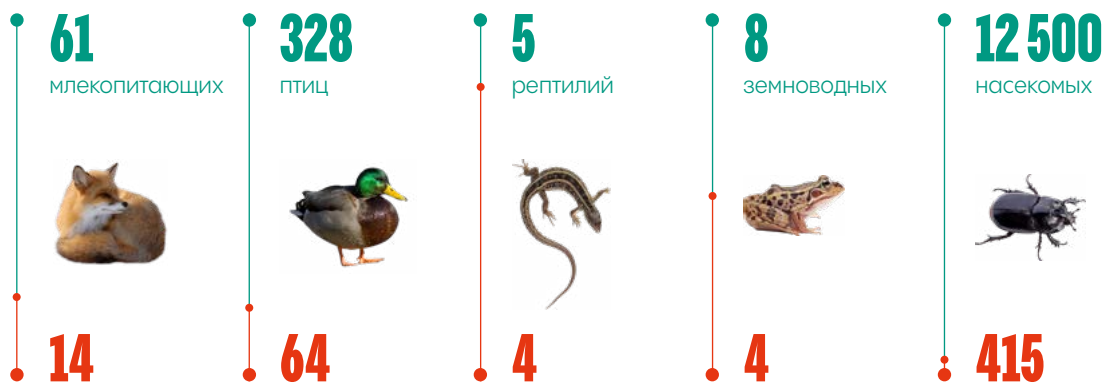 61
млекопитающих
14
328
птиц
64
5
рептилий
4
8
земноводных
4
12 500
насекомых
415